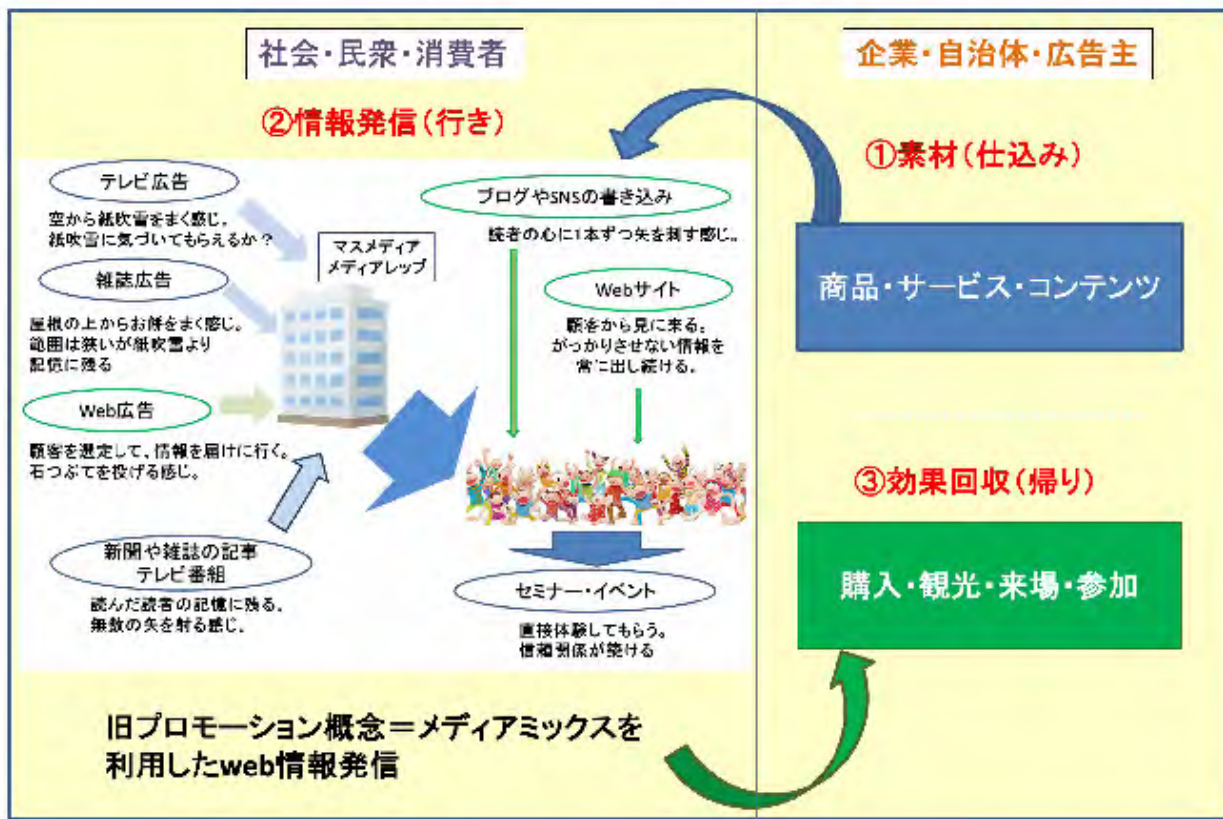 社会・民衆・消費者
企業・自治体・広告主
②情報発信(行き)
①素材(仕込み)
テレビ広告
空から紙吹雪をまく感じ。
紙吹雪に気づいてもらえるか?
マスメディア
メディアレップ
雑誌広告
屋根の上からお餅をまく感じ。
範囲は狭いが紙吹雪より
記憶に残る
Web広告
顧客を選定して、情報を届けに行く。
石つぶてを投げる感じ。
新聞や雑誌の記事
テレビ番組
読んだ読者の記憶に残る。
無数の矢を射る感じ。
ブログやSNSの書き込み
読者の心に1本ずつ矢を刺す感じ。
Webサイト
顧客から見に来る。
がっかりさせない情報を
常に出し続ける。
セミナー・イベント
直接体験してもらう。
信頼関係が築ける
商品・サービス・コンテンツ
③効果回収(帰り)
購入・観光・来場・参加
旧プロモーション概念=メディアミックスを
利用したweb情報発信